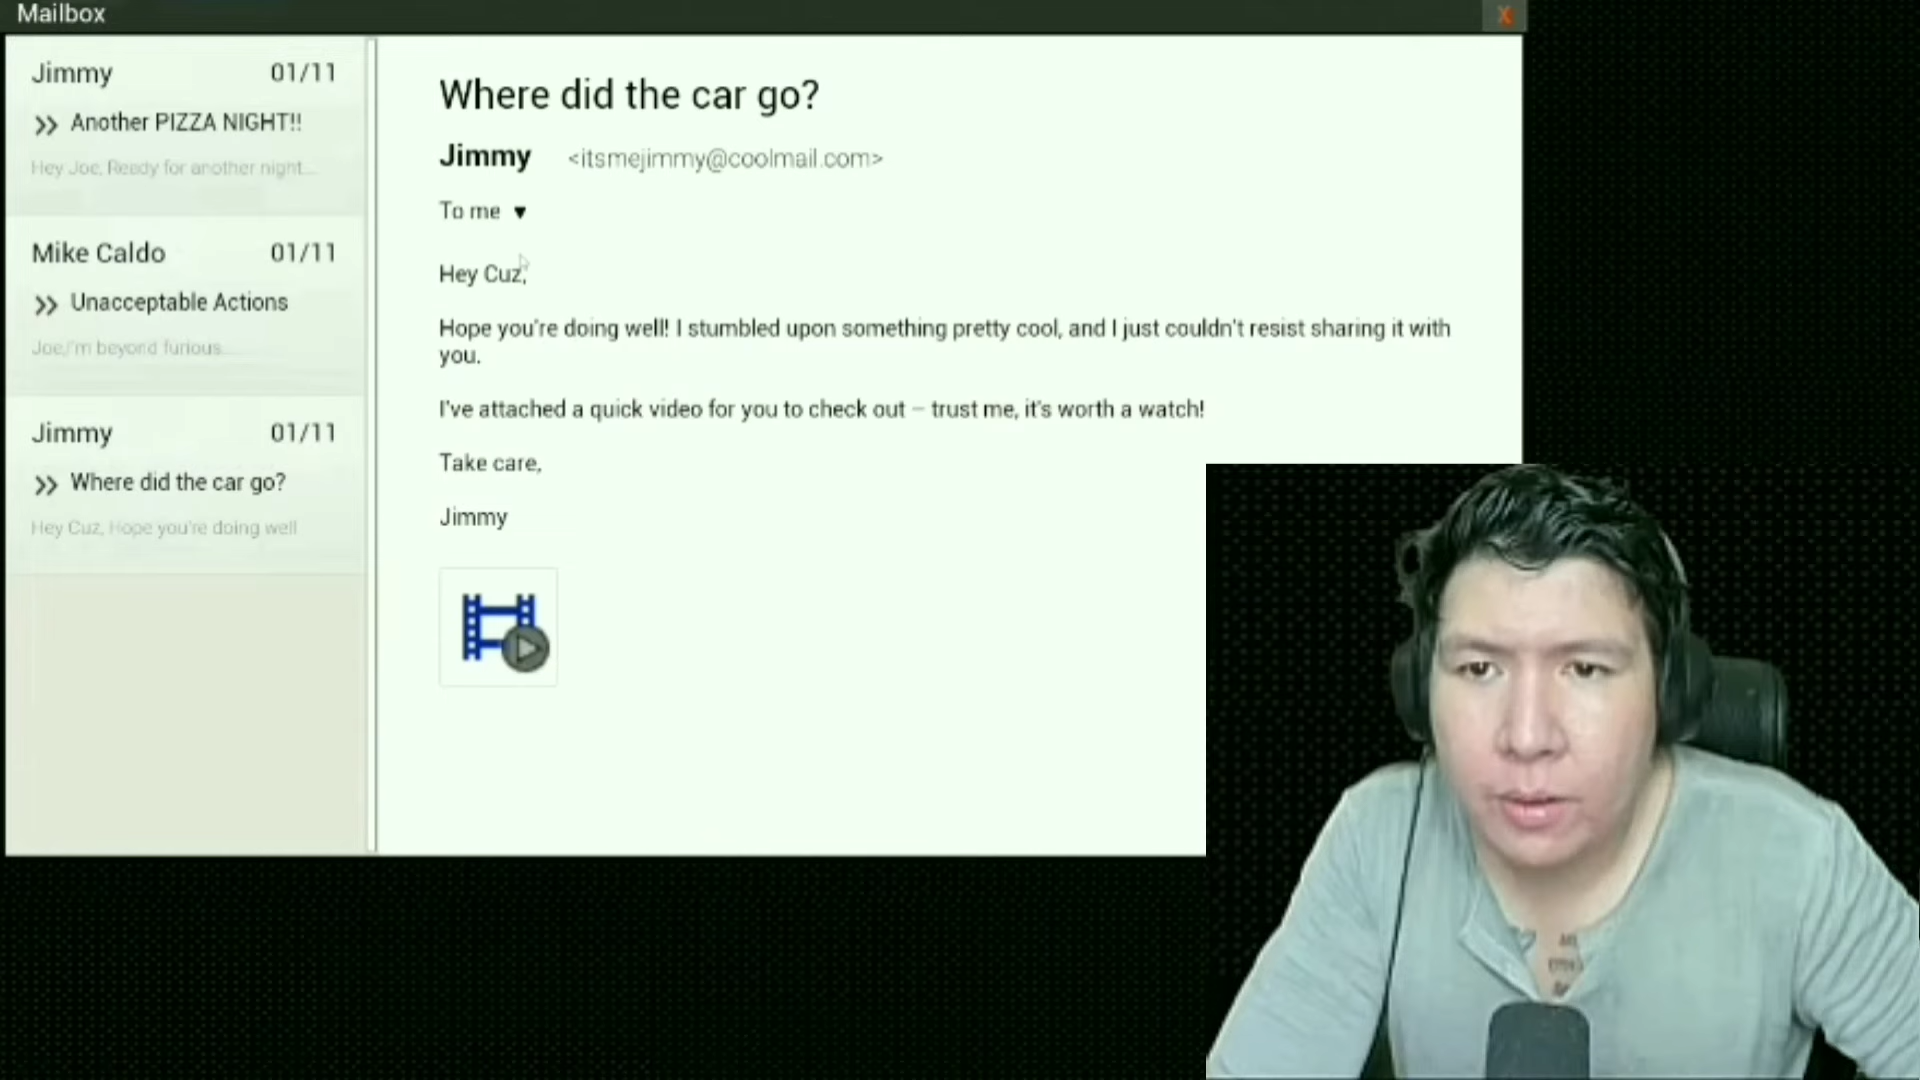 Mailbox
X
Jimmy 01/11
>> Another PIZZA NIGHT!!
Hey Joe, Ready for another night...
Mike Caldo 01/11
>> Unacceptable Actions
Joe,I'm beyond furious...
Jimmy 01/11
>> Where did the car go?
Hey Cuz, Hope you're doing well
Where did the car go?
Jimmy <itsmejimmy@coolmail.com>
To me ▼
Hey Cuz,
Hope you're doing well! I stumbled upon something pretty cool, and I just couldn't resist sharing it with
you.
I've attached a quick video for you to check out – trust me, it's worth a watch!
Take care,
Jimmy